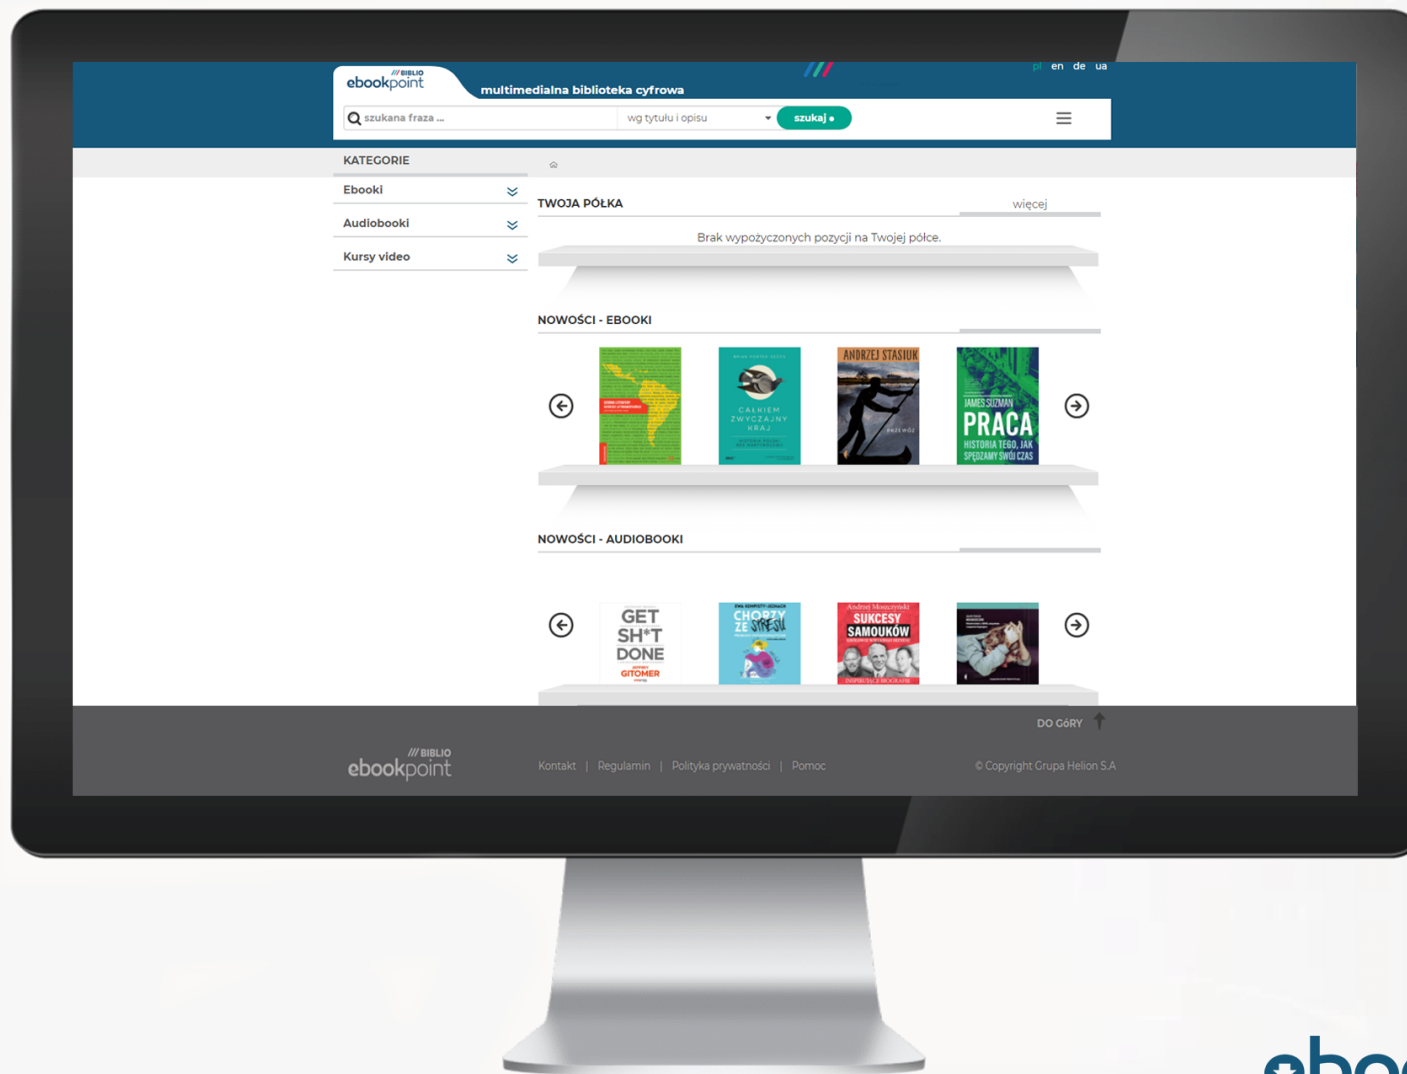 /// BIBLIO
ebookpoint
multimedialna biblioteka cyfrowa
pl en de ua
szukana fraza ...
wg tytułu i opisu
szukaj
KATEGORIE
Ebooki
Audiobooki
Kursy video
TWOJA PÓŁKA
więcej
Brak wypożyczonych pozycji na Twojej półce.
NOWOŚCI - EBOOKI
CAŁKIEM
ZWYCZAJNY
KRAJ
ANDRZEJ STASIUK
PRZEWÓZ
JAMES SUZMAN
PRACA
HISTORIA TEGO, JAK
SPĘDZAMY SWÓJ CZAS
NOWOŚCI - AUDIOBOOKI
GET
SH*T
DONE
JEFFREY
GITOMER
CHORZY
ZE STRESU
Andrzej Moszczyński
SUKCESY
SAMOUKÓW
DO GóRY
/// BIBLIO
ebookpoint
Kontakt | Regulamin | Polityka prywatności | Pomoc
© Copyright Grupa Helion S.A